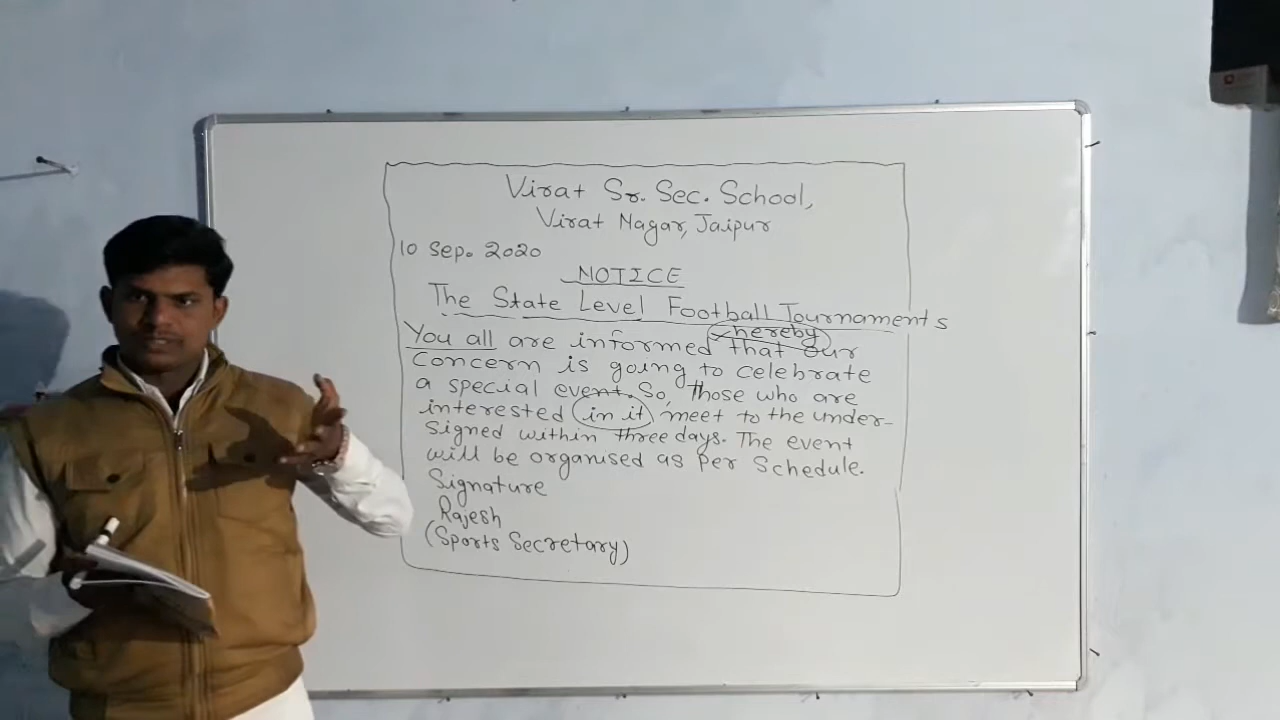 Virat Sr. Sec. School,
Virat Nagar, Jaipur
10 Sep. 2020
NOTICE
The State Level Football Tournaments
hereby
You all are informed that our
Concern is going to celebrate
a special event. So, Those who are
interested in it meet to the under-
signed within three days. The event
will be organised as Per Schedule.
Signature
Rajesh
(Sports Secretary)